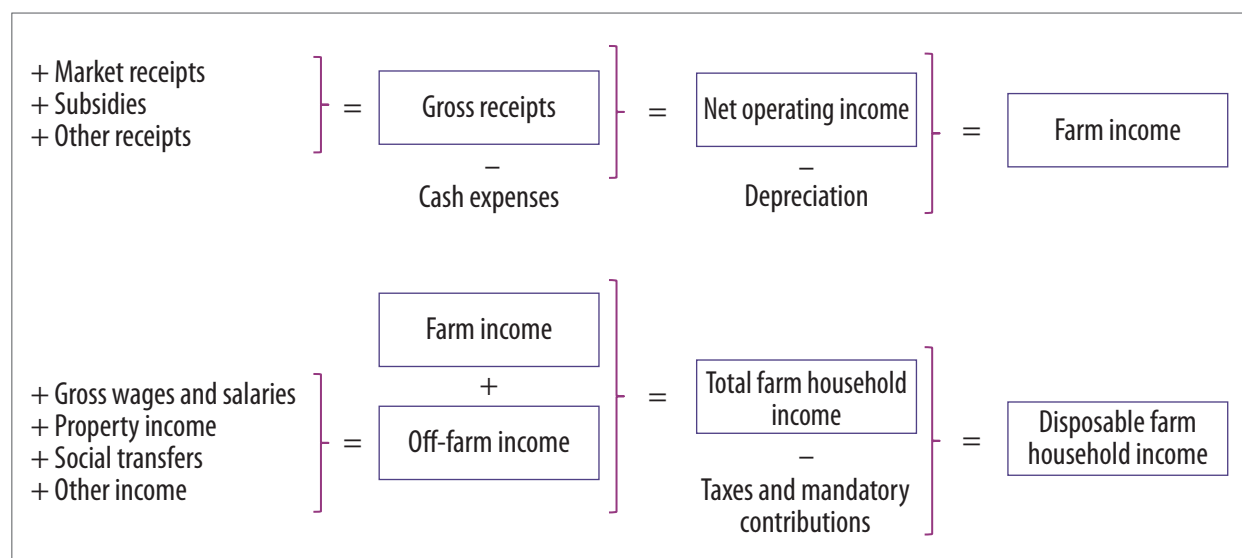 + Market receipts
+ Subsidies
+ Other receipts
=
Gross receipts
–
Cash expenses
=
Net operating income
–
Depreciation
=
Farm income
+ Gross wages and salaries
+ Property income
+ Social transfers
+ Other income
=
Farm income
+
Off-farm income
=
Total farm household
income
–
Taxes and mandatory
contributions
=
Disposable farm
household income